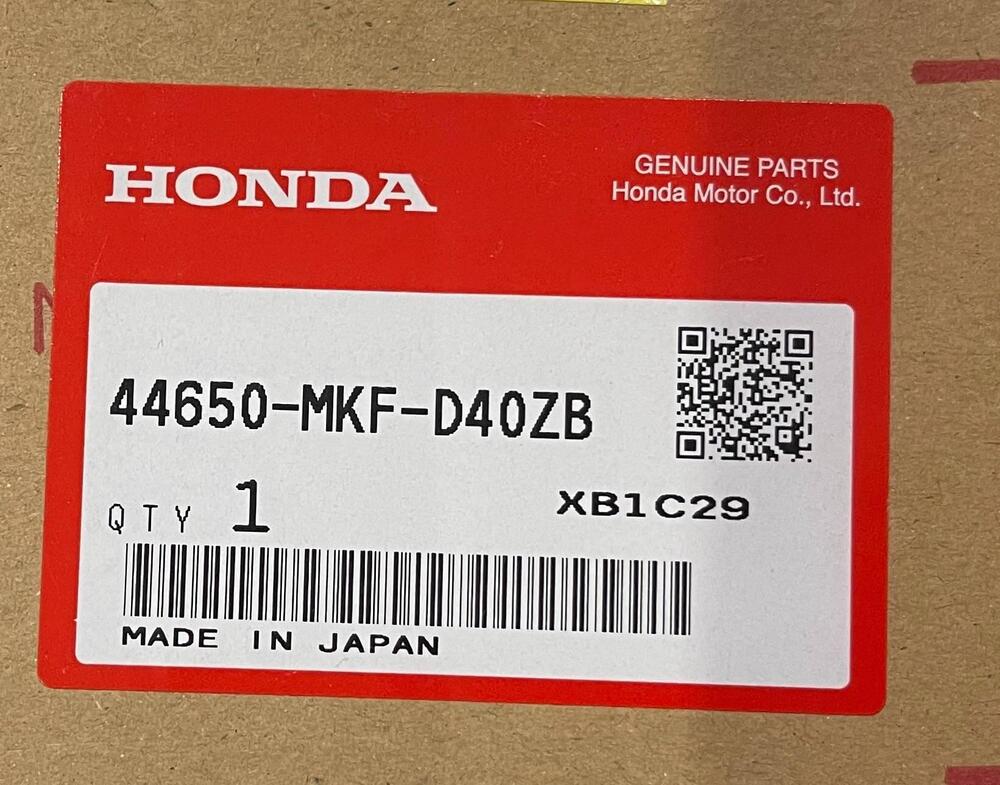 HONDA
GENUINE PARTS
Honda Motor Co., Ltd.
44650-MKF-D40ZB
QTY 1
XB1C29
MADE IN JAPAN